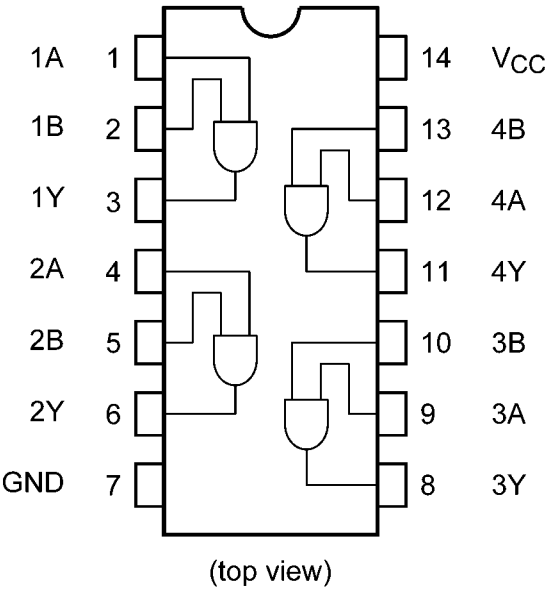 1A 1 14 VCC
1B 2 13 4B
1Y 3 12 4A
2A 4 11 4Y
2B 5 10 3B
2Y 6 9 3A
GND 7 8 3Y
(top view)